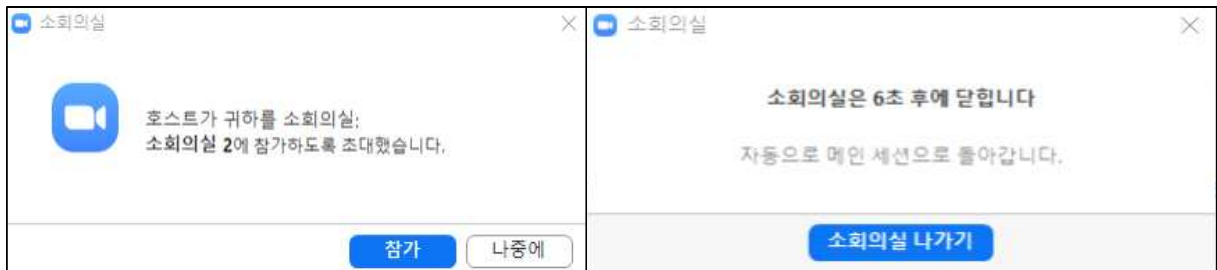 소회의실
호스트가 귀하를 소회의실:
소회의실 2에 참가하도록 초대했습니다.
참가
나중에
소회의실
소회의실은 6초 후에 닫힙니다
자동으로 메인 세션으로 돌아갑니다.
소회의실 나가기